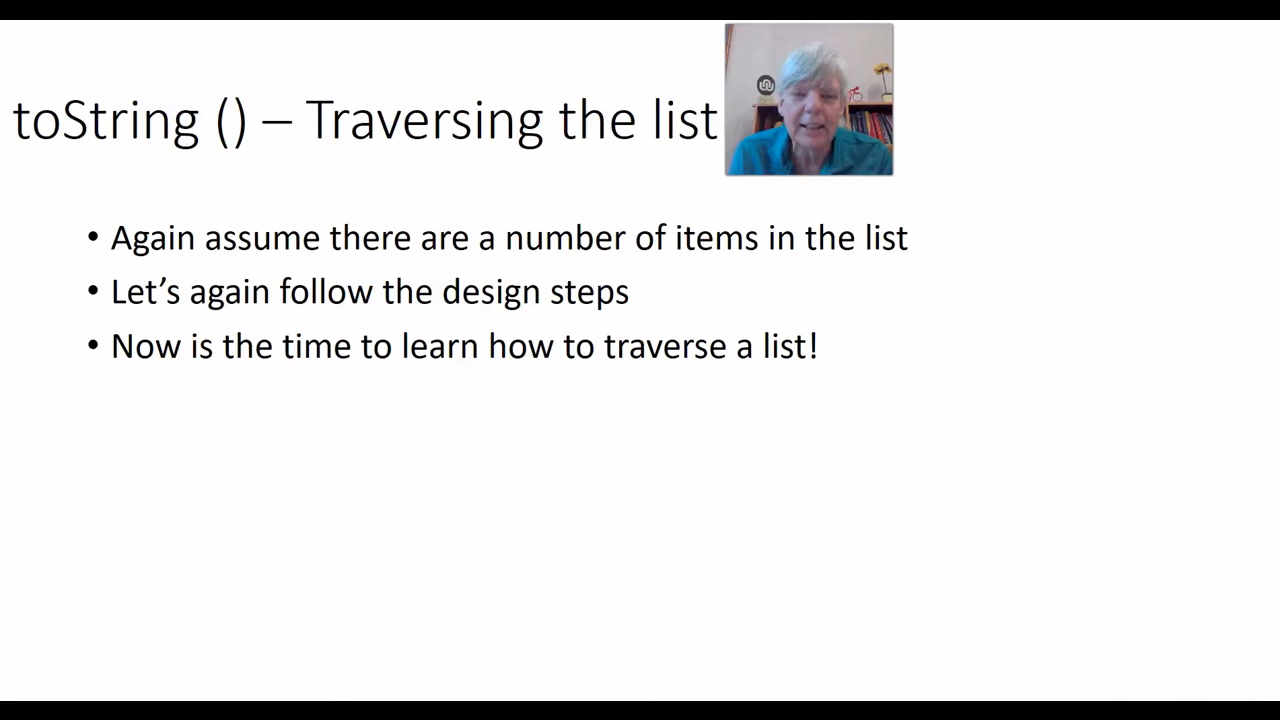 toString () – Traversing the list
• Again assume there are a number of items in the list
• Let’s again follow the design steps
• Now is the time to learn how to traverse a list!